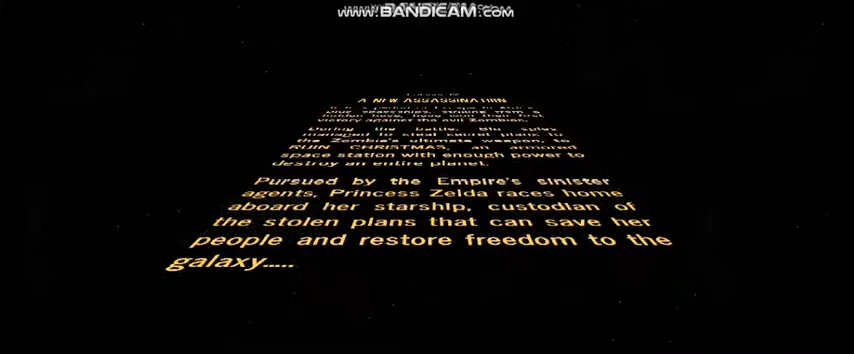 www.BANDICAM.com
A NEW ASSASSINATION
victory against the evil Zombies.
During the battle, Blu spies
managed to steal secret plans to
the Zombie's ultimate weapon, to
RUIN CHRISTMAS, an armored
space station with enough power to
destroy an entire planet.
Pursued by the Empire's sinister
agents, Princess Zelda races home
aboard her starship, custodian of
the stolen plans that can save her
people and restore freedom to the
galaxy.....